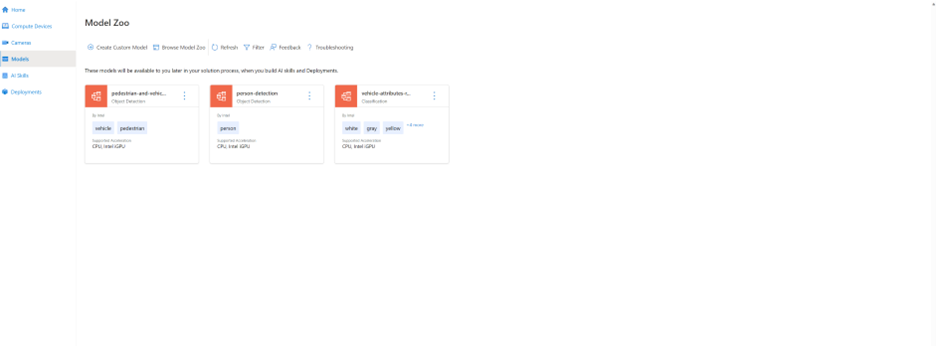 Home
Compute Devices
Cameras
Models
AI Skills
Deployments
Model Zoo
Create Custom Model Browse Model Zoo Refresh Filter Feedback Troubleshooting
These models will be available to you later in your solution process, when you build AI skills and Deployments.
pedestrian-and-vehic...
Object Detection
By Intel
vehicle pedestrian
Supported Acceleration
CPU, Intel iGPU
person-detection
Object Detection
By Intel
person
Supported Acceleration
CPU, Intel iGPU
vehicle-attributes-r...
Classification
By Intel
white gray yellow +4 more
Supported Acceleration
CPU, Intel iGPU